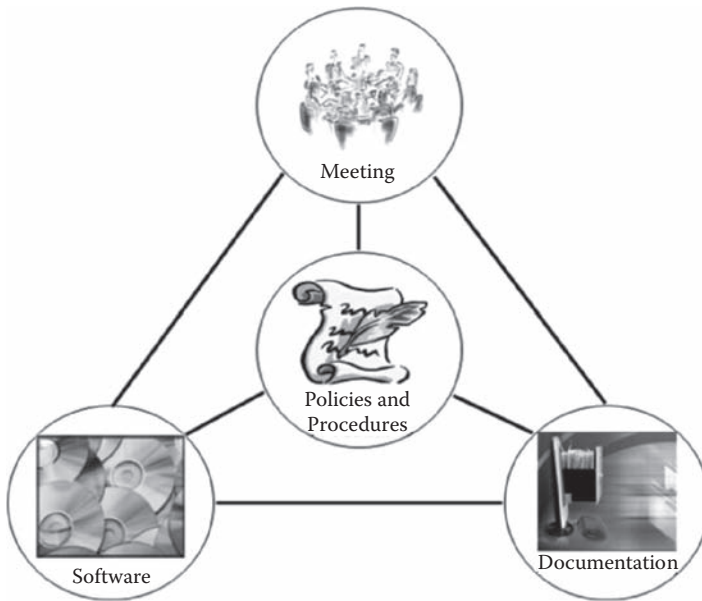 Meeting
Policies and
Procedures
Software
Documentation